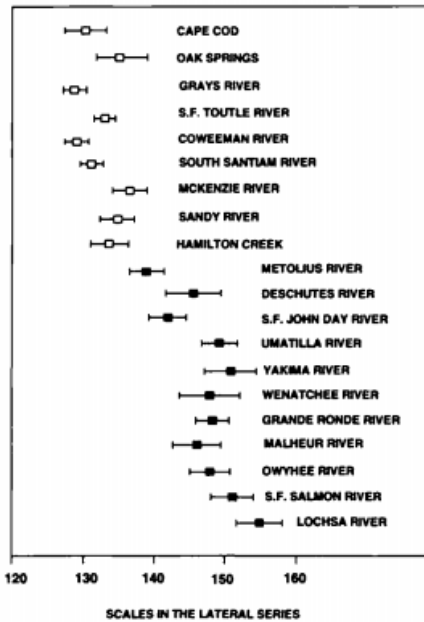 CAPE COD
OAK SPRINGS
GRAYS RIVER
S.F. TOUTLE RIVER
COWEEMAN RIVER
SOUTH SANTIAM RIVER
MCKENZIE RIVER
SANDY RIVER
HAMILTON CREEK
METOLIUS RIVER
DESCHUTES RIVER
S.F. JOHN DAY RIVER
UMATILLA RIVER
YAKIMA RIVER
WENATCHEE RIVER
GRANDE RONDE RIVER
MALHEUR RIVER
OWYHEE RIVER
S.F. SALMON RIVER
LOCHSA RIVER
120 130 140 150 160
SCALES IN THE LATERAL SERIES